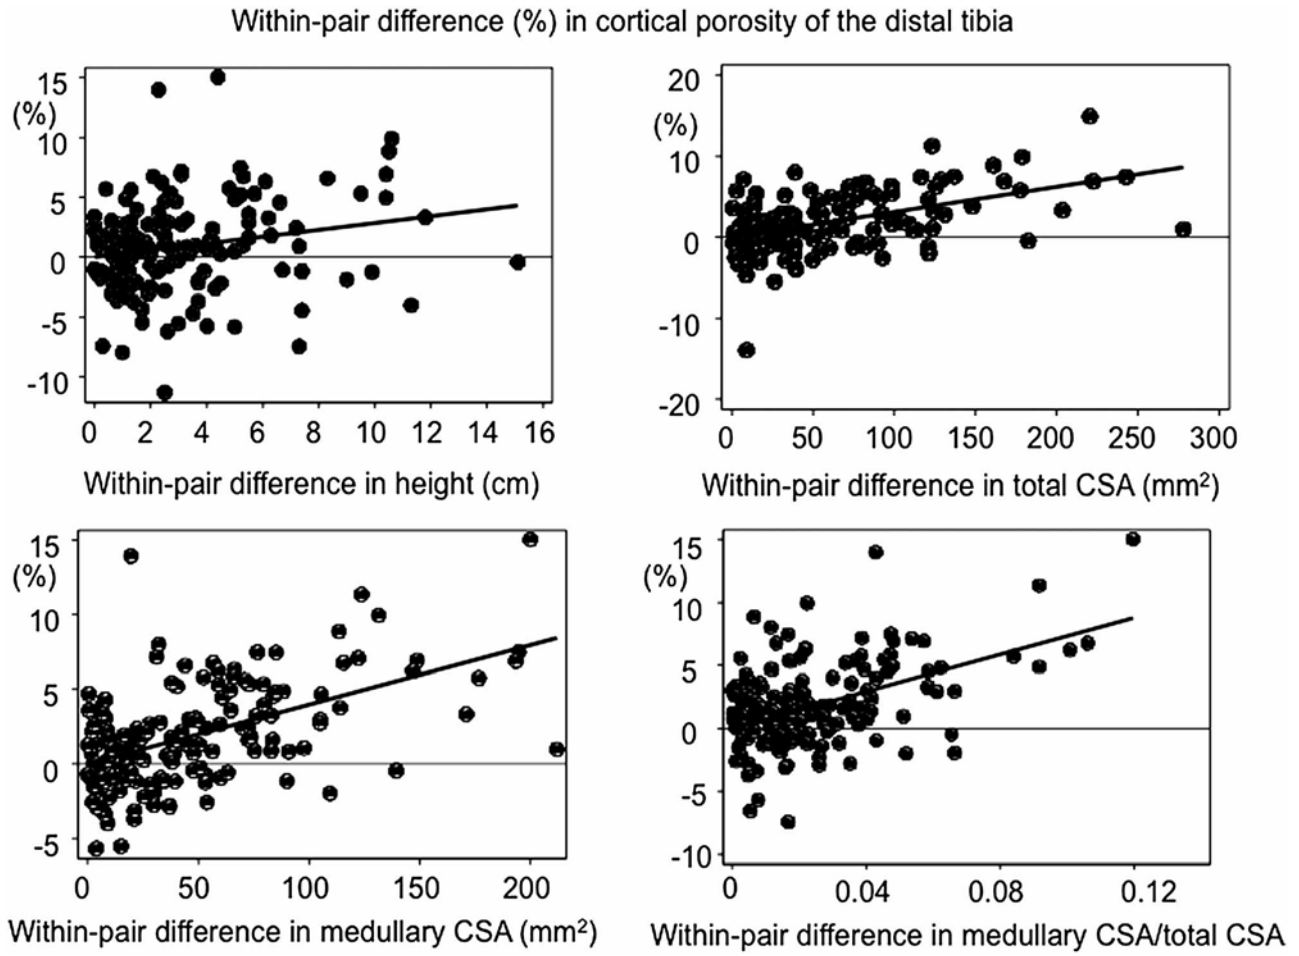 Within-pair difference (%) in cortical porosity of the distal tibia
15
(%)
10
5
0
-5
-10
0 2 4 6 8 10 12 14 16
Within-pair difference in height (cm)
20
(%)
10
0
-10
-20
0 50 100 150 200 250 300
Within-pair difference in total CSA (mm²)
15
(%)
10
5
0
-5
0 50 100 150 200
Within-pair difference in medullary CSA (mm²)
15
(%)
10
5
0
-5
-10
0 0.04 0.08 0.12
Within-pair difference in medullary CSA/total CSA